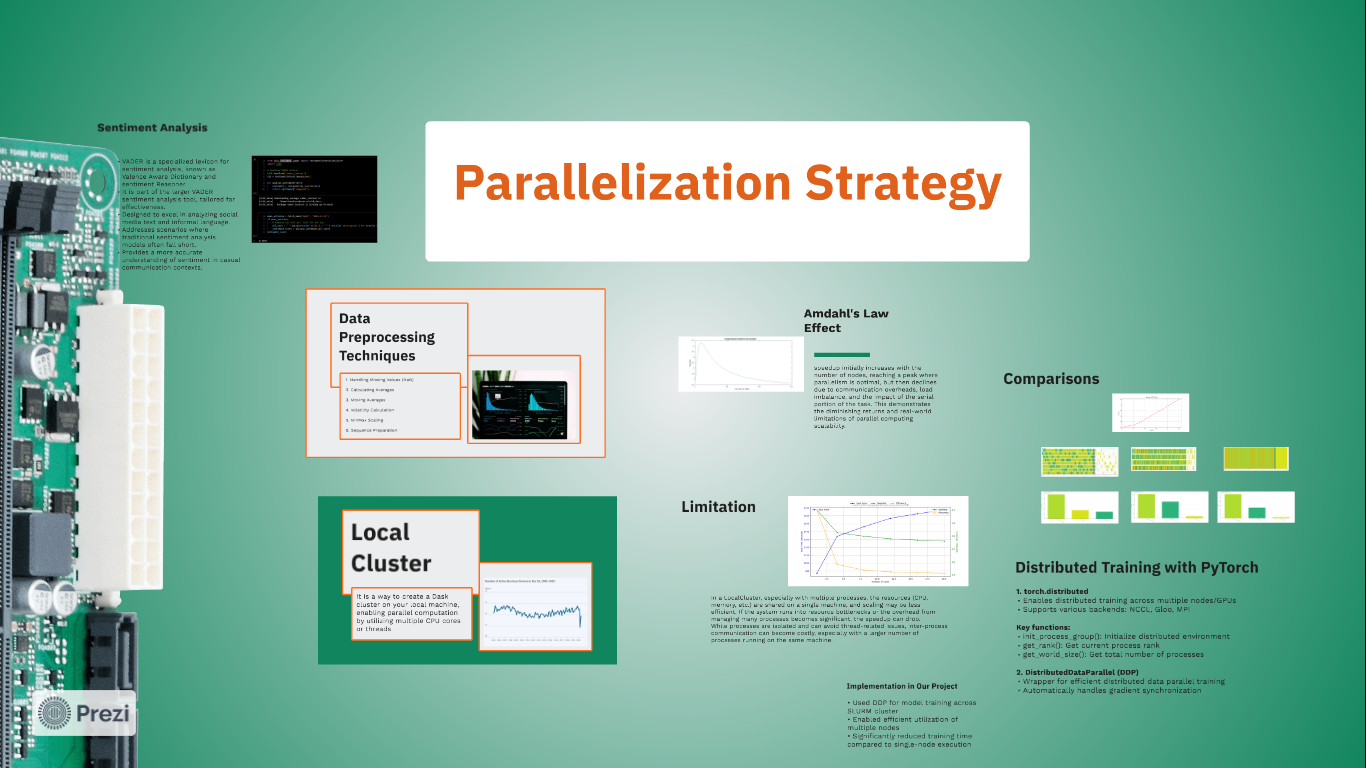 Parallelization Strategy
Sentiment Analysis
• VADER is a specialized lexicon for
sentiment analysis, known as
Valence Aware Dictionary and
sEntiment Reasoner.
• It is part of the larger VADER
sentiment analysis tool, tailored for
effectiveness.
• Designed to excel in analyzing social
media text and informal language.
• Addresses scenarios where
traditional sentiment analysis
models often fall short.
• Provides a more accurate
understanding of sentiment in casual
communication contexts.
Data
Preprocessing
Techniques
1. Handling Missing Values (NaN)
2. Calculating Averages
3. Moving Averages
4. Volatility Calculation
5. MinMax Scaling
6. Sequence Preparation
Local
Cluster
It is a way to create a Dask
cluster on your local machine,
enabling parallel computation
by utilizing multiple CPU cores
or threads
Amdahl's Law
Effect
speedup initially increases with the
number of nodes, reaching a peak where
parallelism is optimal, but then declines
due to communication overheads, load
imbalance, and the impact of the serial
portion of the task. This demonstrates
the diminishing returns and real-world
limitations of parallel computing
scalability.
Limitation
In a LocalCluster, especially with multiple processes, the resources (CPU,
memory, etc.) are shared on a single machine, and scaling may be less
efficient. If the system runs into resource bottlenecks or the overhead from
managing many processes becomes significant, the speedup can drop.
While processes are isolated and can avoid thread-related issues, inter-process
communication can become costly, especially with a larger number of
processes running on the same machine.
Comparisons
Distributed Training with PyTorch
1. torch.distributed
• Enables distributed training across multiple nodes/GPUs
• Supports various backends: NCCL, Gloo, MPI
Key functions:
• init_process_group(): Initialize distributed environment
• get_rank(): Get current process rank
• get_world_size(): Get total number of processes
2. DistributedDataParallel (DDP)
• Wrapper for efficient distributed data parallel training
• Automatically handles gradient synchronization
Implementation in Our Project
• Used DDP for model training across
SLURM cluster
• Enabled efficient utilization of
multiple nodes
• Significantly reduced training time
compared to single-node execution
Prezi